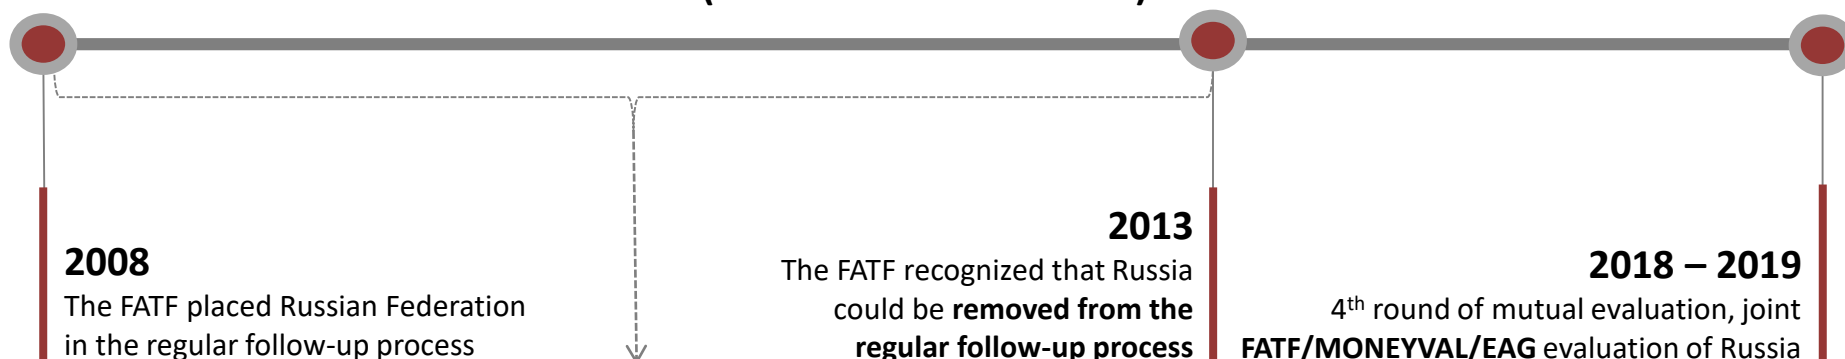 2008
The FATF placed Russian Federation
in the regular follow-up process
2013
The FATF recognized that Russia
could be removed from the
regular follow-up process
2018 – 2019
4th round of mutual evaluation, joint
FATF/MONEYVAL/EAG evaluation of Russia